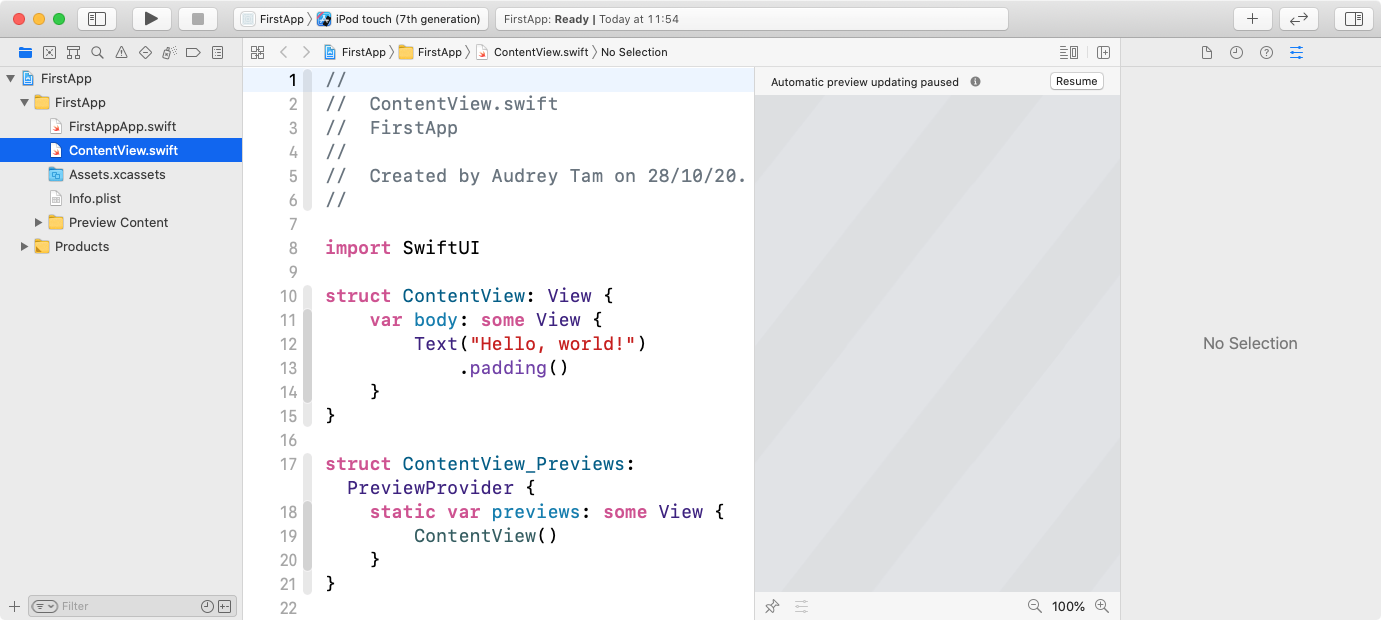 FirstApp iPod touch (7th generation) FirstApp: Ready | Today at 11:54
FirstApp FirstApp ContentView.swift No Selection
FirstApp
FirstApp
FirstAppApp.swift
ContentView.swift
Assets.xcassets
Info.plist
Preview Content
Products
Filter
1 //
2 //  ContentView.swift
3 //  FirstApp
4 //
5 //  Created by Audrey Tam on 28/10/20.
6 //
7
8 import SwiftUI
9
10 struct ContentView: View {
11     var body: some View {
12         Text("Hello, world!")
13             .padding()
14     }
15 }
16
17 struct ContentView_Previews:
  PreviewProvider {
18     static var previews: some View {
19         ContentView()
20     }
21 }
22
Automatic preview updating paused Resume
100%
No Selection